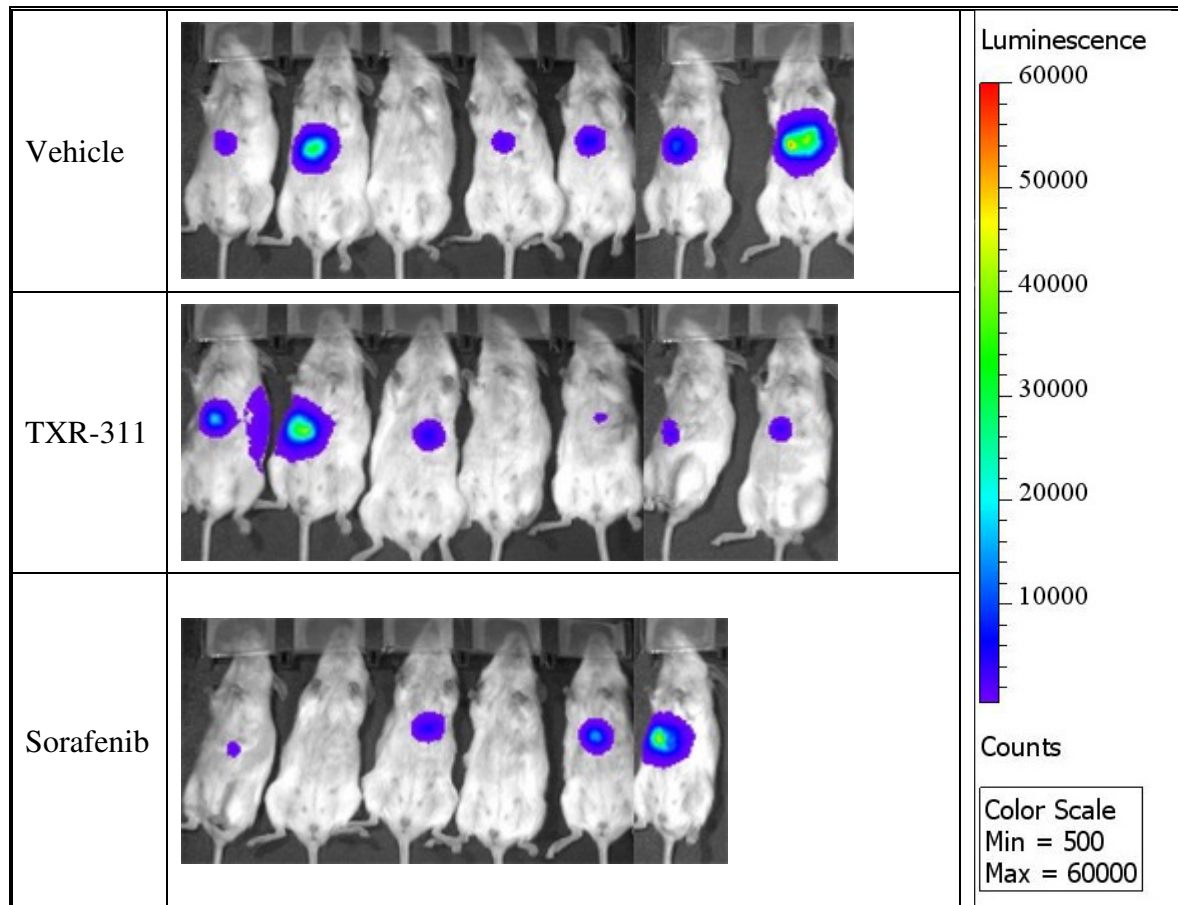 Vehicle
TXR-311
Sorafenib
Luminescence
60000
50000
40000
30000
20000
10000
Counts
Color Scale
Min = 500
Max = 60000